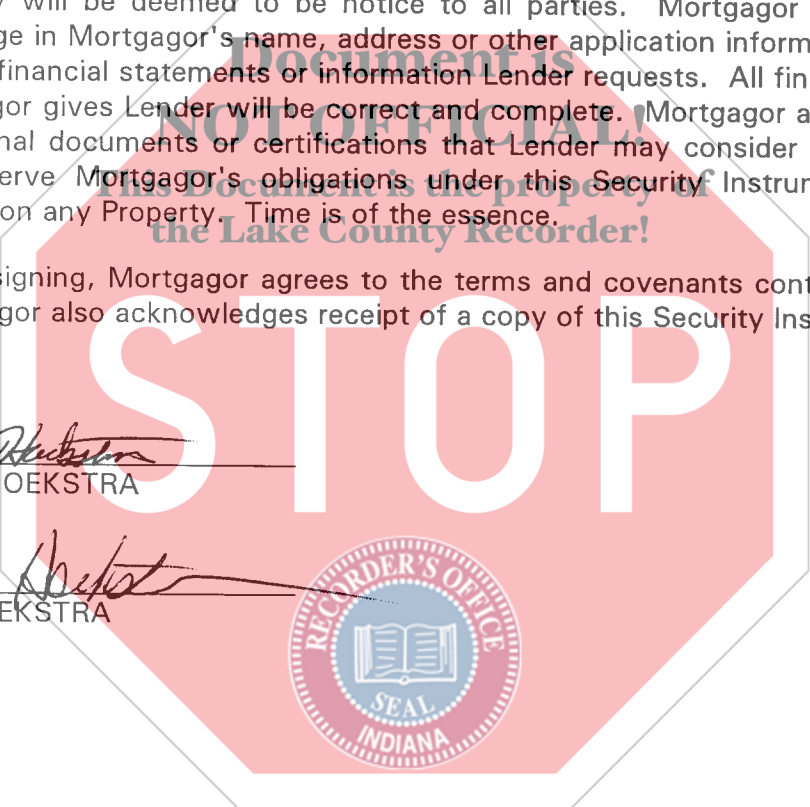 will be deemed to be notice to all parties. Mortgagor
ge in Mortgagor's name, address or other application inform
financial statements or information Lender requests. All fin
gor gives Lender will be correct and complete. Mortgagor a
nal documents or certifications that Lender may consider
erve Mortgagor's obligations under this Security Instrum
on any Property. Time is of the essence.
Document is
NOT OFFICIAL!
This Document is the property of
the Lake County Recorder!
signing, Mortgagor agrees to the terms and covenants cont
gor also acknowledges receipt of a copy of this Security Ins
STOP
OEKSTRA
Hoekstra
EKSTRA
RECORDER'S OFFICE
SEAL
INDIANA